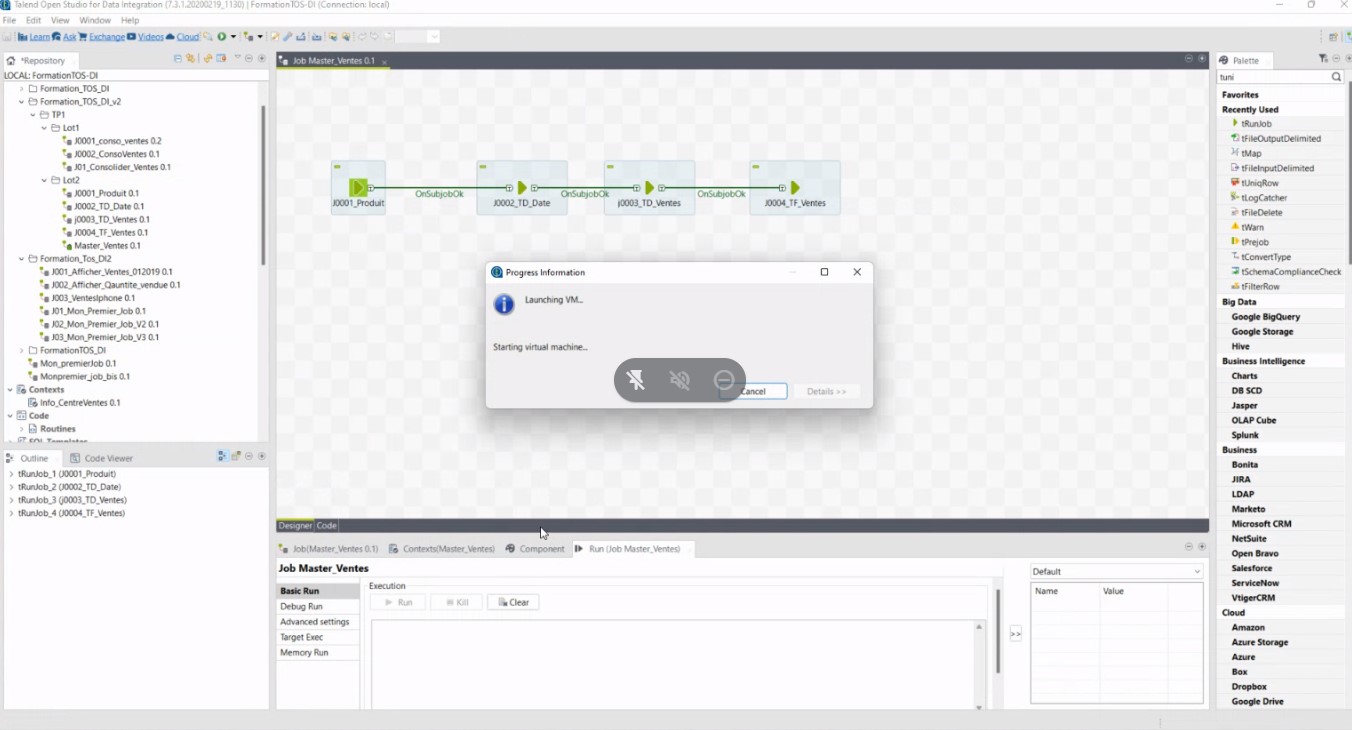 Talend Open Studio for Data Integration (7.3.1.20200219_1130) | FormationTOS-DI (Connection: local)
File Edit View Window Help
Learn Ask Exchange Videos Cloud
*Repository
LOCAL: FormationTOS-DI
Formation_TOS_DI
Formation_TOS_DI_v2
TP1
Lot1
J0001_conso_ventes 0.2
J0002_ConsoVentes 0.1
J01_Consolider_Ventes 0.1
Lot2
J0001_Produit 0.1
J0002_TD_Date 0.1
j0003_TD_Ventes 0.1
J0004_TF_Ventes 0.1
Master_Ventes 0.1
Formation_Tos_DI2
J001_Afficher_Ventes_012019 0.1
J002_Afficher_Qauntite_vendue 0.1
J003_VentesIphone 0.1
J01_Mon_Premier_Job 0.1
J02_Mon_Premier_Job_V2 0.1
J03_Mon_Premier_Job_V3 0.1
FormationTOS_DI
Mon_premierJob 0.1
Monpremier_job_bis 0.1
Contexts
Info_CentreVentes 0.1
Code
Routines
SQL Templates
Outline Code Viewer
tRunJob_1 (J0001_Produit)
tRunJob_2 (J0002_TD_Date)
tRunJob_3 (j0003_TD_Ventes)
tRunJob_4 (J0004_TF_Ventes)
Job Master_Ventes 0.1
OnSubjobOk OnSubjobOk OnSubjobOk
J0001_Produit J0002_TD_Date j0003_TD_Ventes J0004_TF_Ventes
Progress Information
Launching VM...
Starting virtual machine...
Cancel Details >>
Designer Code
Job(Master_Ventes 0.1) Contexts(Master_Ventes) Component Run (Job Master_Ventes)
Job Master_Ventes
Basic Run
Debug Run
Advanced settings
Target Exec
Memory Run
Execution
Run Kill Clear
>>
Default
Name Value
Palette
tuni
Favorites
Recently Used
tRunJob
tFileOutputDelimited
tMap
tFileInputDelimited
tUniqRow
tLogCatcher
tFileDelete
tWarn
tPrejob
tConvertType
tSchemaComplianceCheck
tFilterRow
Big Data
Google BigQuery
Google Storage
Hive
Business Intelligence
Charts
DB SCD
Jasper
OLAP Cube
Splunk
Business
Bonita
JIRA
LDAP
Marketo
Microsoft CRM
NetSuite
Open Bravo
Salesforce
ServiceNow
VtigerCRM
Cloud
Amazon
Azure Storage
Azure
Box
Dropbox
Google Drive